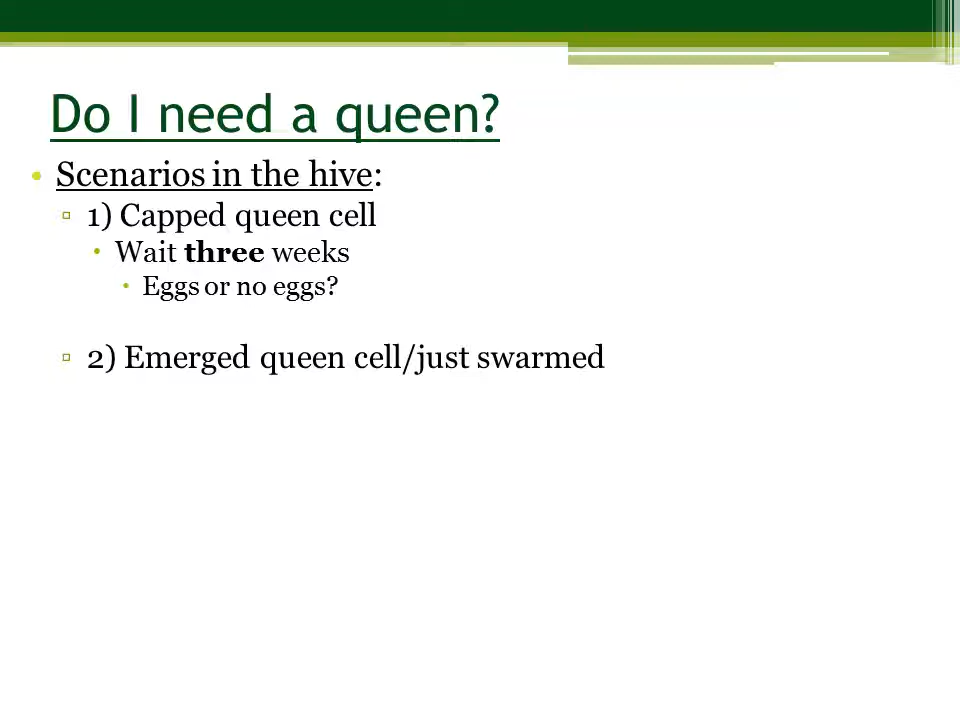 Do I need a queen?
Scenarios in the hive:
1) Capped queen cell
Wait three weeks
Eggs or no eggs?
2) Emerged queen cell/just swarmed